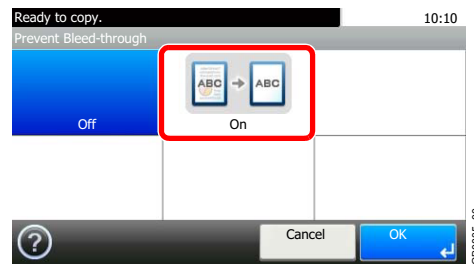 Ready to copy.
10:10
Prevent Bleed-through
ABC
ABC
Off
On
?
Cancel
OK